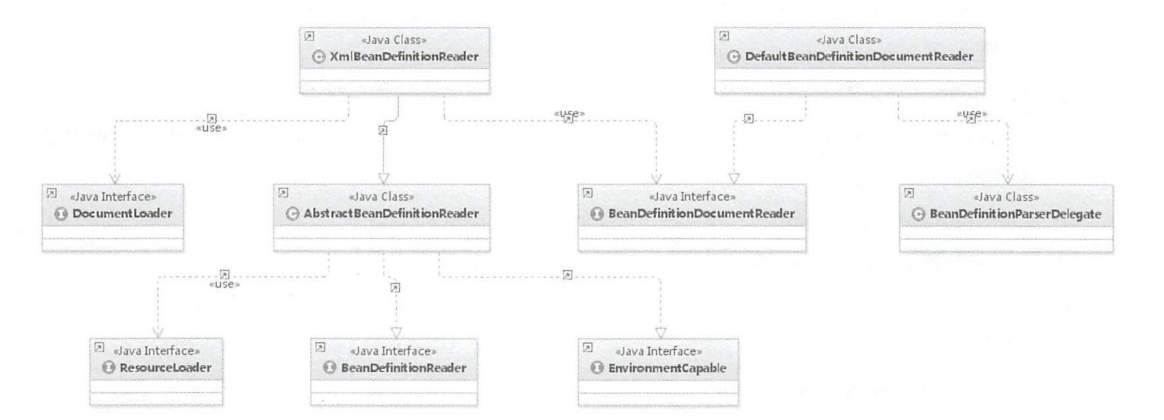 «Java Class»
XmlBeanDefinitionReader
«Java Class»
DefaultBeanDefinitionDocumentReader
«use»
«use»
«use»
«Java Interface»
DocumentLoader
«Java Class»
AbstractBeanDefinitionReader
«Java Interface»
BeanDefinitionDocumentReader
«Java Class»
BeanDefinitionParserDelegate
«use»
«Java Interface»
ResourceLoader
«Java Interface»
BeanDefinitionReader
«Java Interface»
EnvironmentCapable